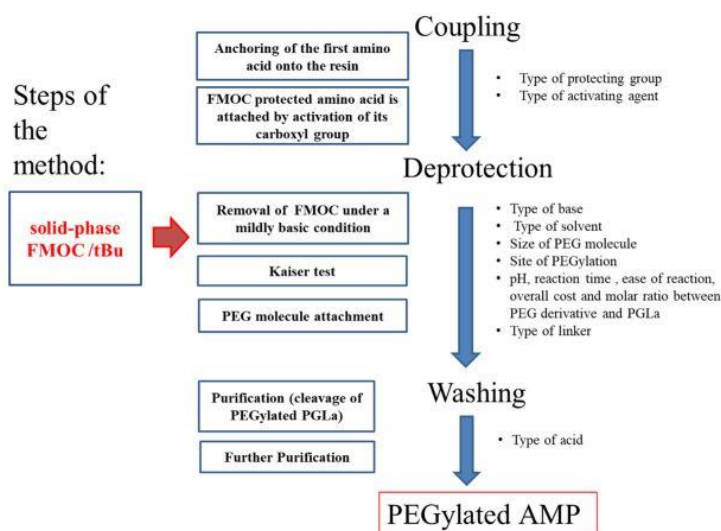 Coupling
Anchoring of the first amino
acid onto the resin
FMOC protected amino acid is
attached by activation of its
carboxyl group
• Type of protecting group
• Type of activating agent
Steps of
the
method:
solid-phase
FMOC/tBu
Deprotection
Removal of FMOC under a
mildly basic condition
Kaiser test
PEG molecule attachment
• Type of base
• Type of solvent
• Size of PEG molecule
• Site of PEGylation
• pH, reaction time , ease of reaction,
overall cost and molar ratio between
PEG derivative and PGLa
• Type of linker
Washing
Purification (cleavage of
PEGylated PGLa)
Further Purification
• Type of acid
PEGylated AMP